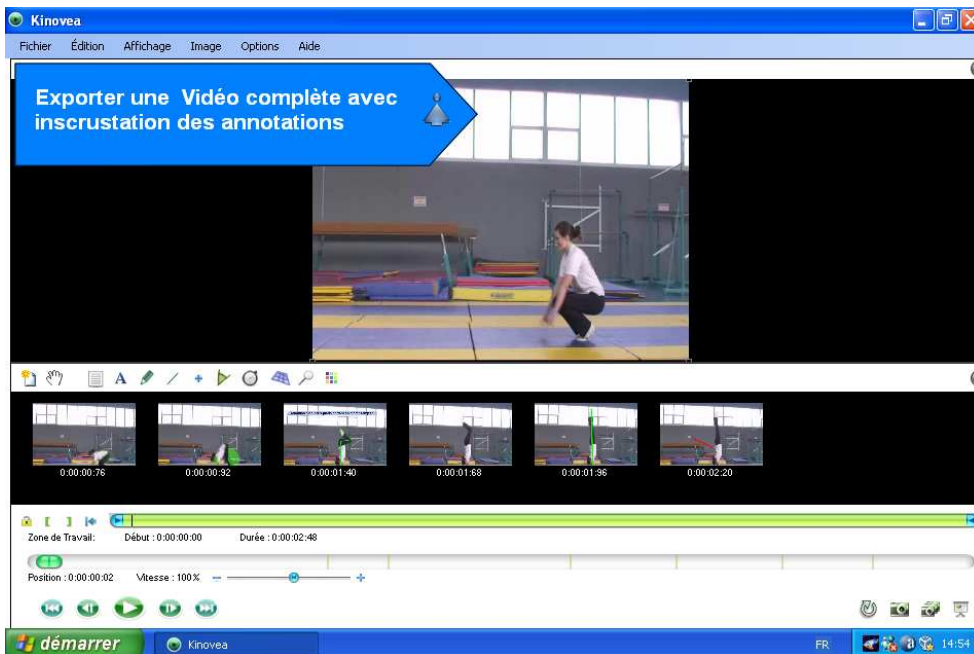 Kinovea
Fichier Édition Affichage Image Options Aide
Exporter une Vidéo complète avec
inscrustation des annotations
A
0:00:00:76 0:00:00:92 0:00:01:40 0:00:01:68 0:00:01:96 0:00:02:20
Zone de Travail : Début : 0:00:00:00 Durée : 0:00:02:48
Position : 0:00:00:02 Vitesse : 100%
démarrer Kinovea FR 14:54